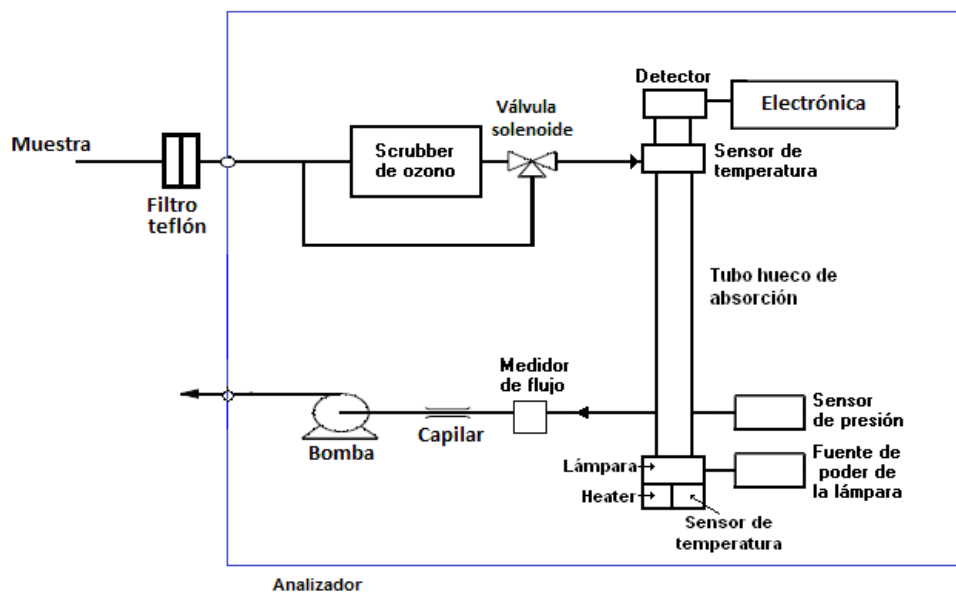 Detector
Electrónica
Válvula
solenoide
Muestra
Scrubber
de ozono
Sensor de
temperatura
Filtro
teflón
Tubo hueco de
absorción
Medidor
de flujo
Sensor
de presión
Capilar
Bomba
Lámpara
Fuente de
poder de
la lámpara
Heater
Sensor de
temperatura
Analizador